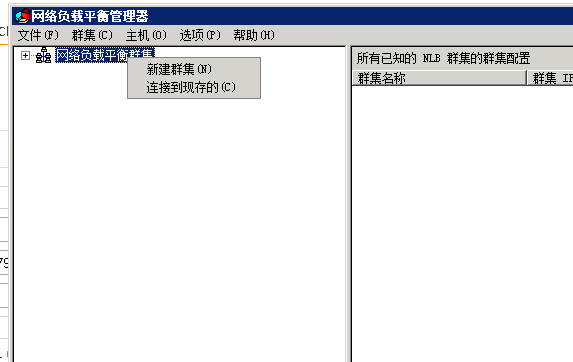 网络负载平衡管理器
文件(F) 群集(C) 主机(O) 选项(P) 帮助(H)
网络负载平衡群集
新建群集(N)
连接到现存的(C)
所有已知的 NLB 群集的群集配置
群集名称 群集 IP